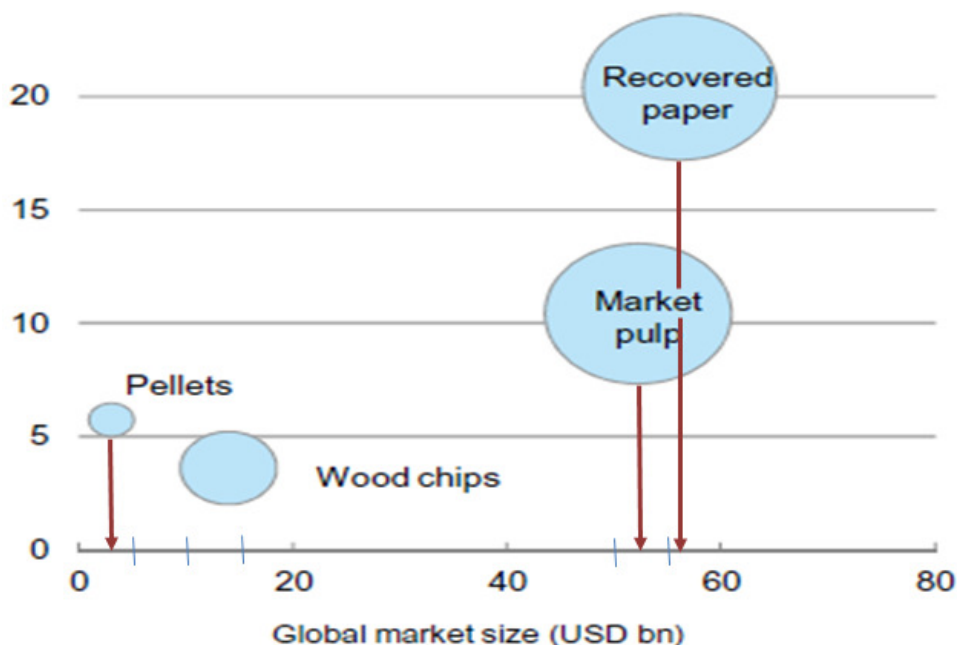 Recovered
paper
20
15
Market
pulp
10
Pellets
5
Wood chips
0
0 20 40 60 80
Global market size (USD bn)